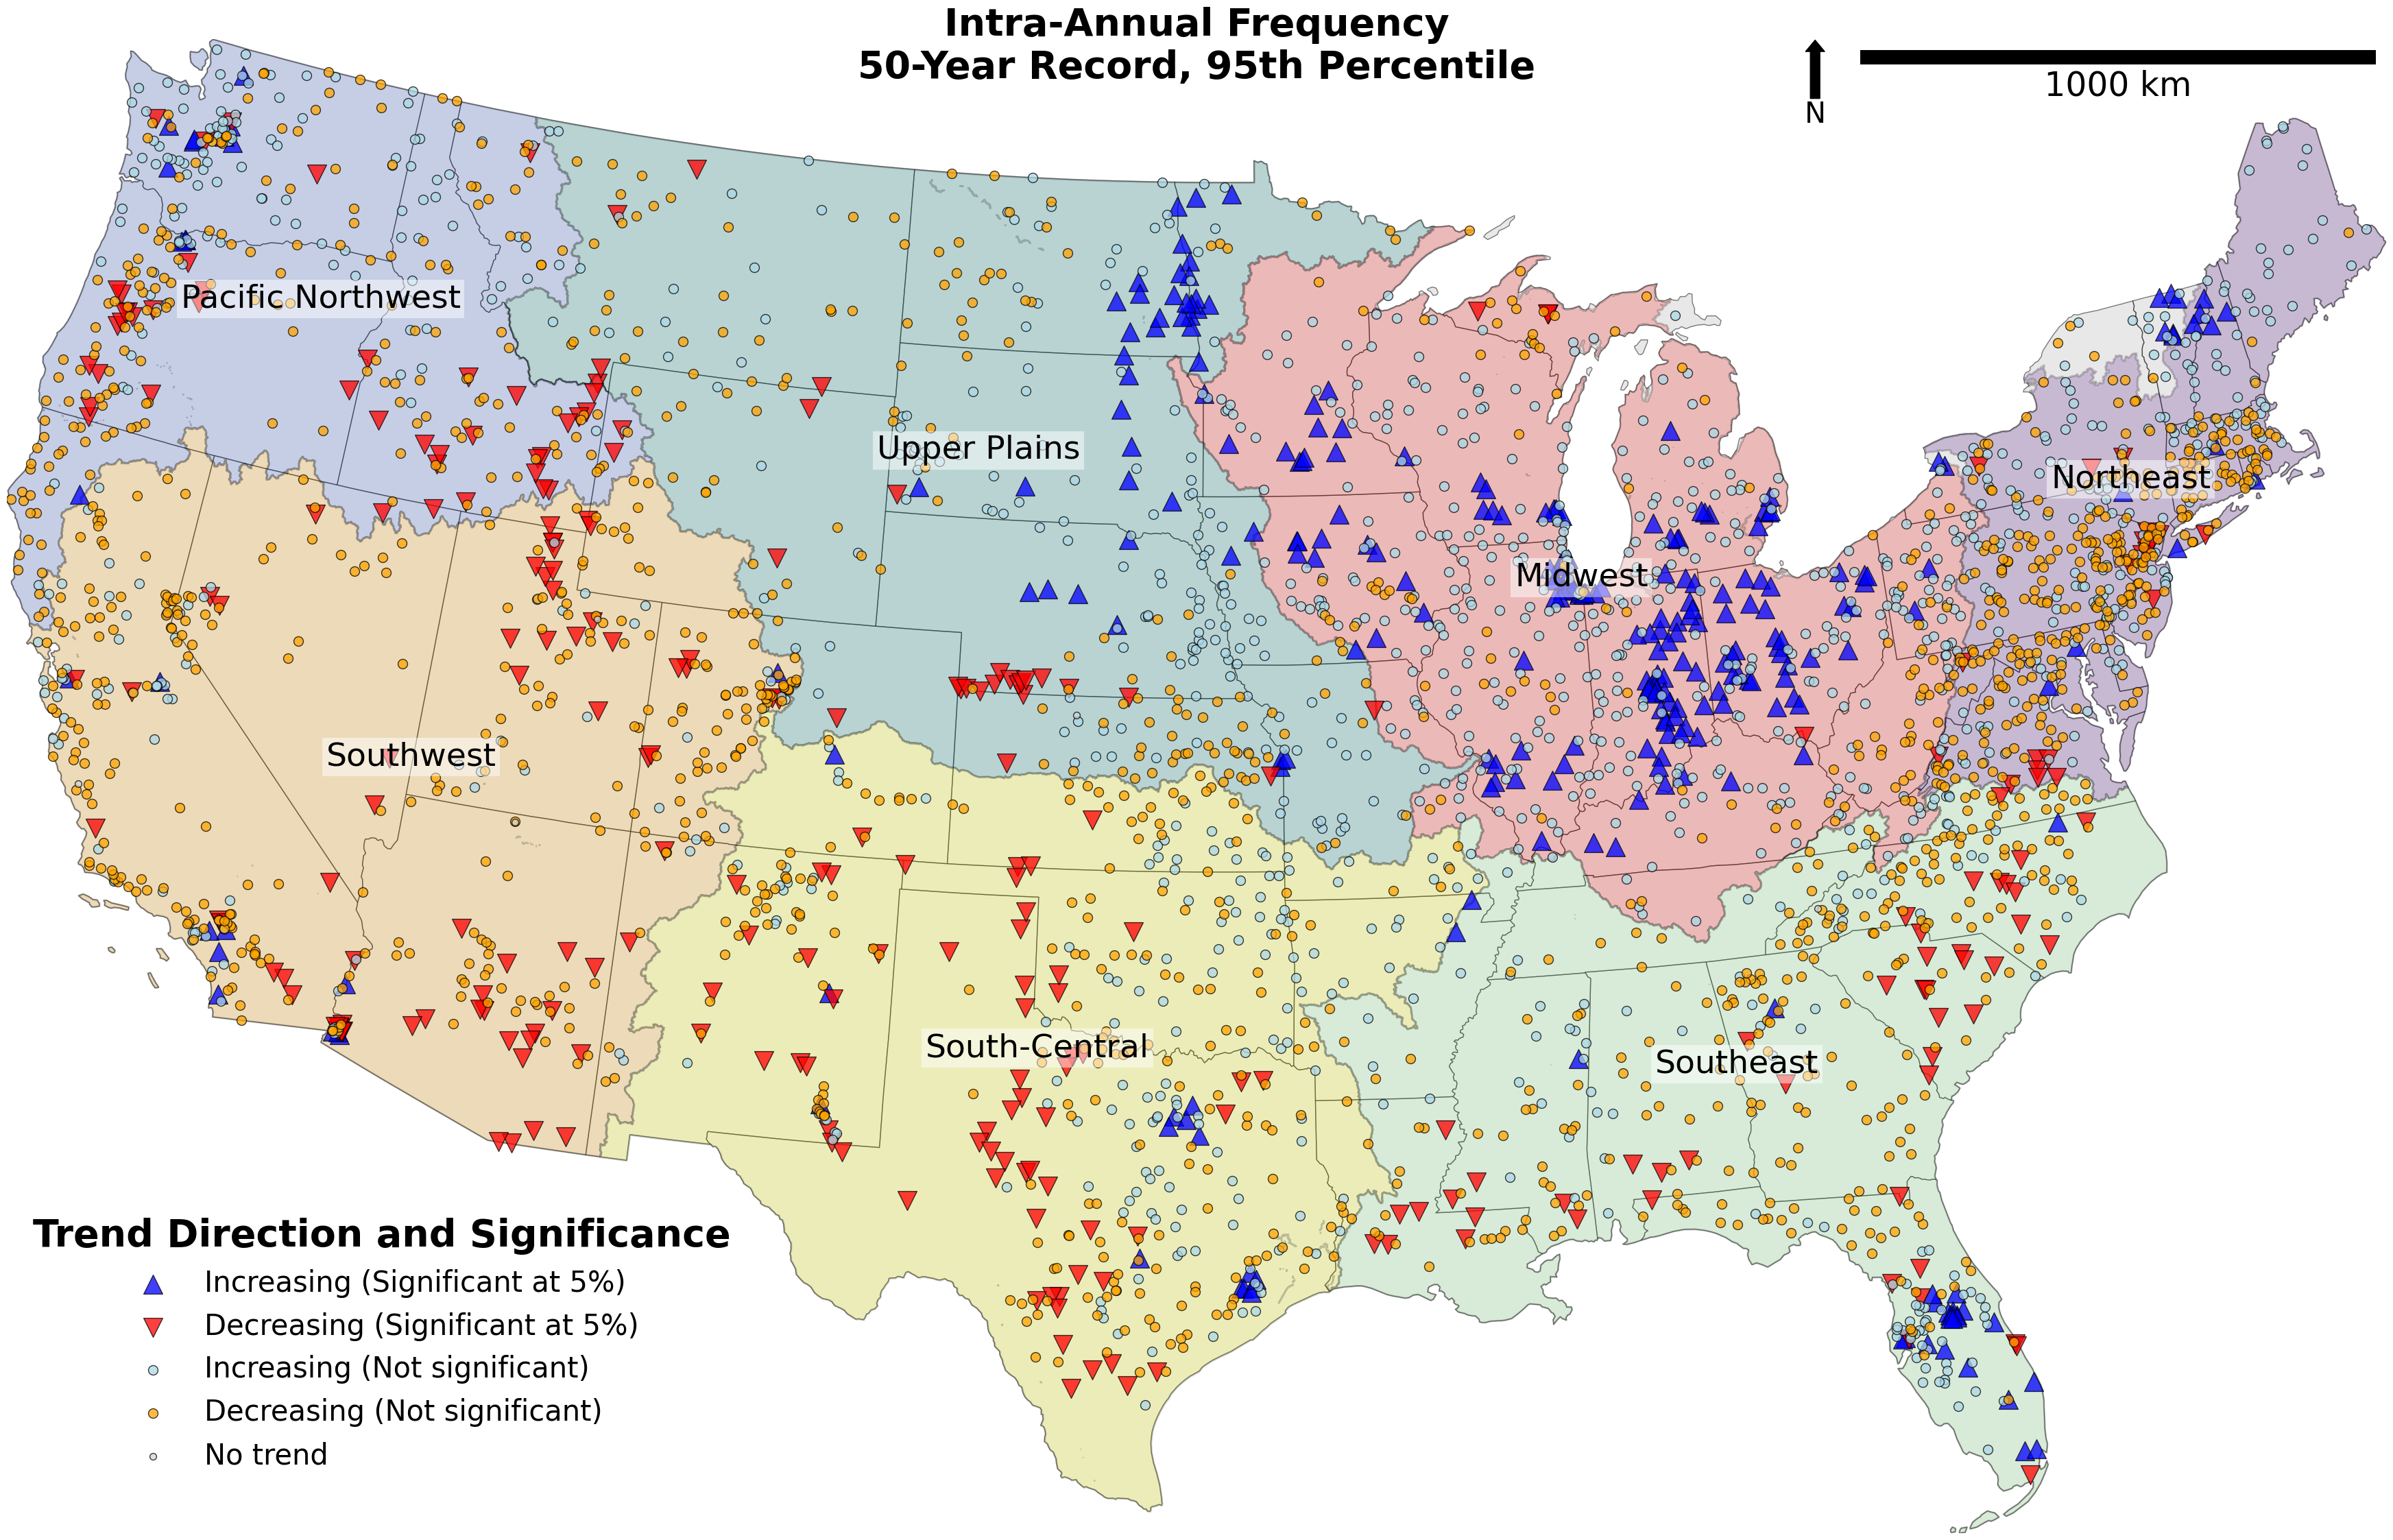 Intra-Annual Frequency
50-Year Record, 95th Percentile
N
1000 km
Pacific Northwest
Upper Plains
Northeast
Midwest
Southwest
South-Central
Southeast
Trend Direction and Significance
Increasing (Significant at 5%)
Decreasing (Significant at 5%)
Increasing (Not significant)
Decreasing (Not significant)
No trend